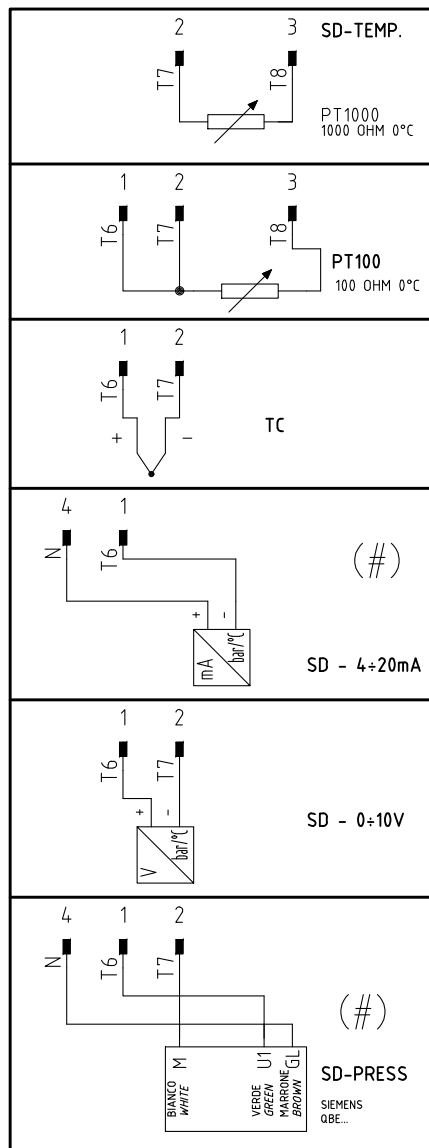 2 3 SD-TEMP.
T7 T8
PT1000
1000 OHM 0°C
1 2 3
T6 T7 T8
PT100
100 OHM 0°C
1 2
T6 T7
+ -
TC
4 1
N T6
(#)
+ -
mA bar/°C
SD - 4÷20mA
1 2
T6 T7
+ -
V bar/°C
SD - 0÷10V
4 1 2
N T6 T7
(#)
M U1 GL
BIANCO
WHITE
VERDE
GREEN
MARRONE
BROWN
SD-PRESS
SIEMENS
QBE...